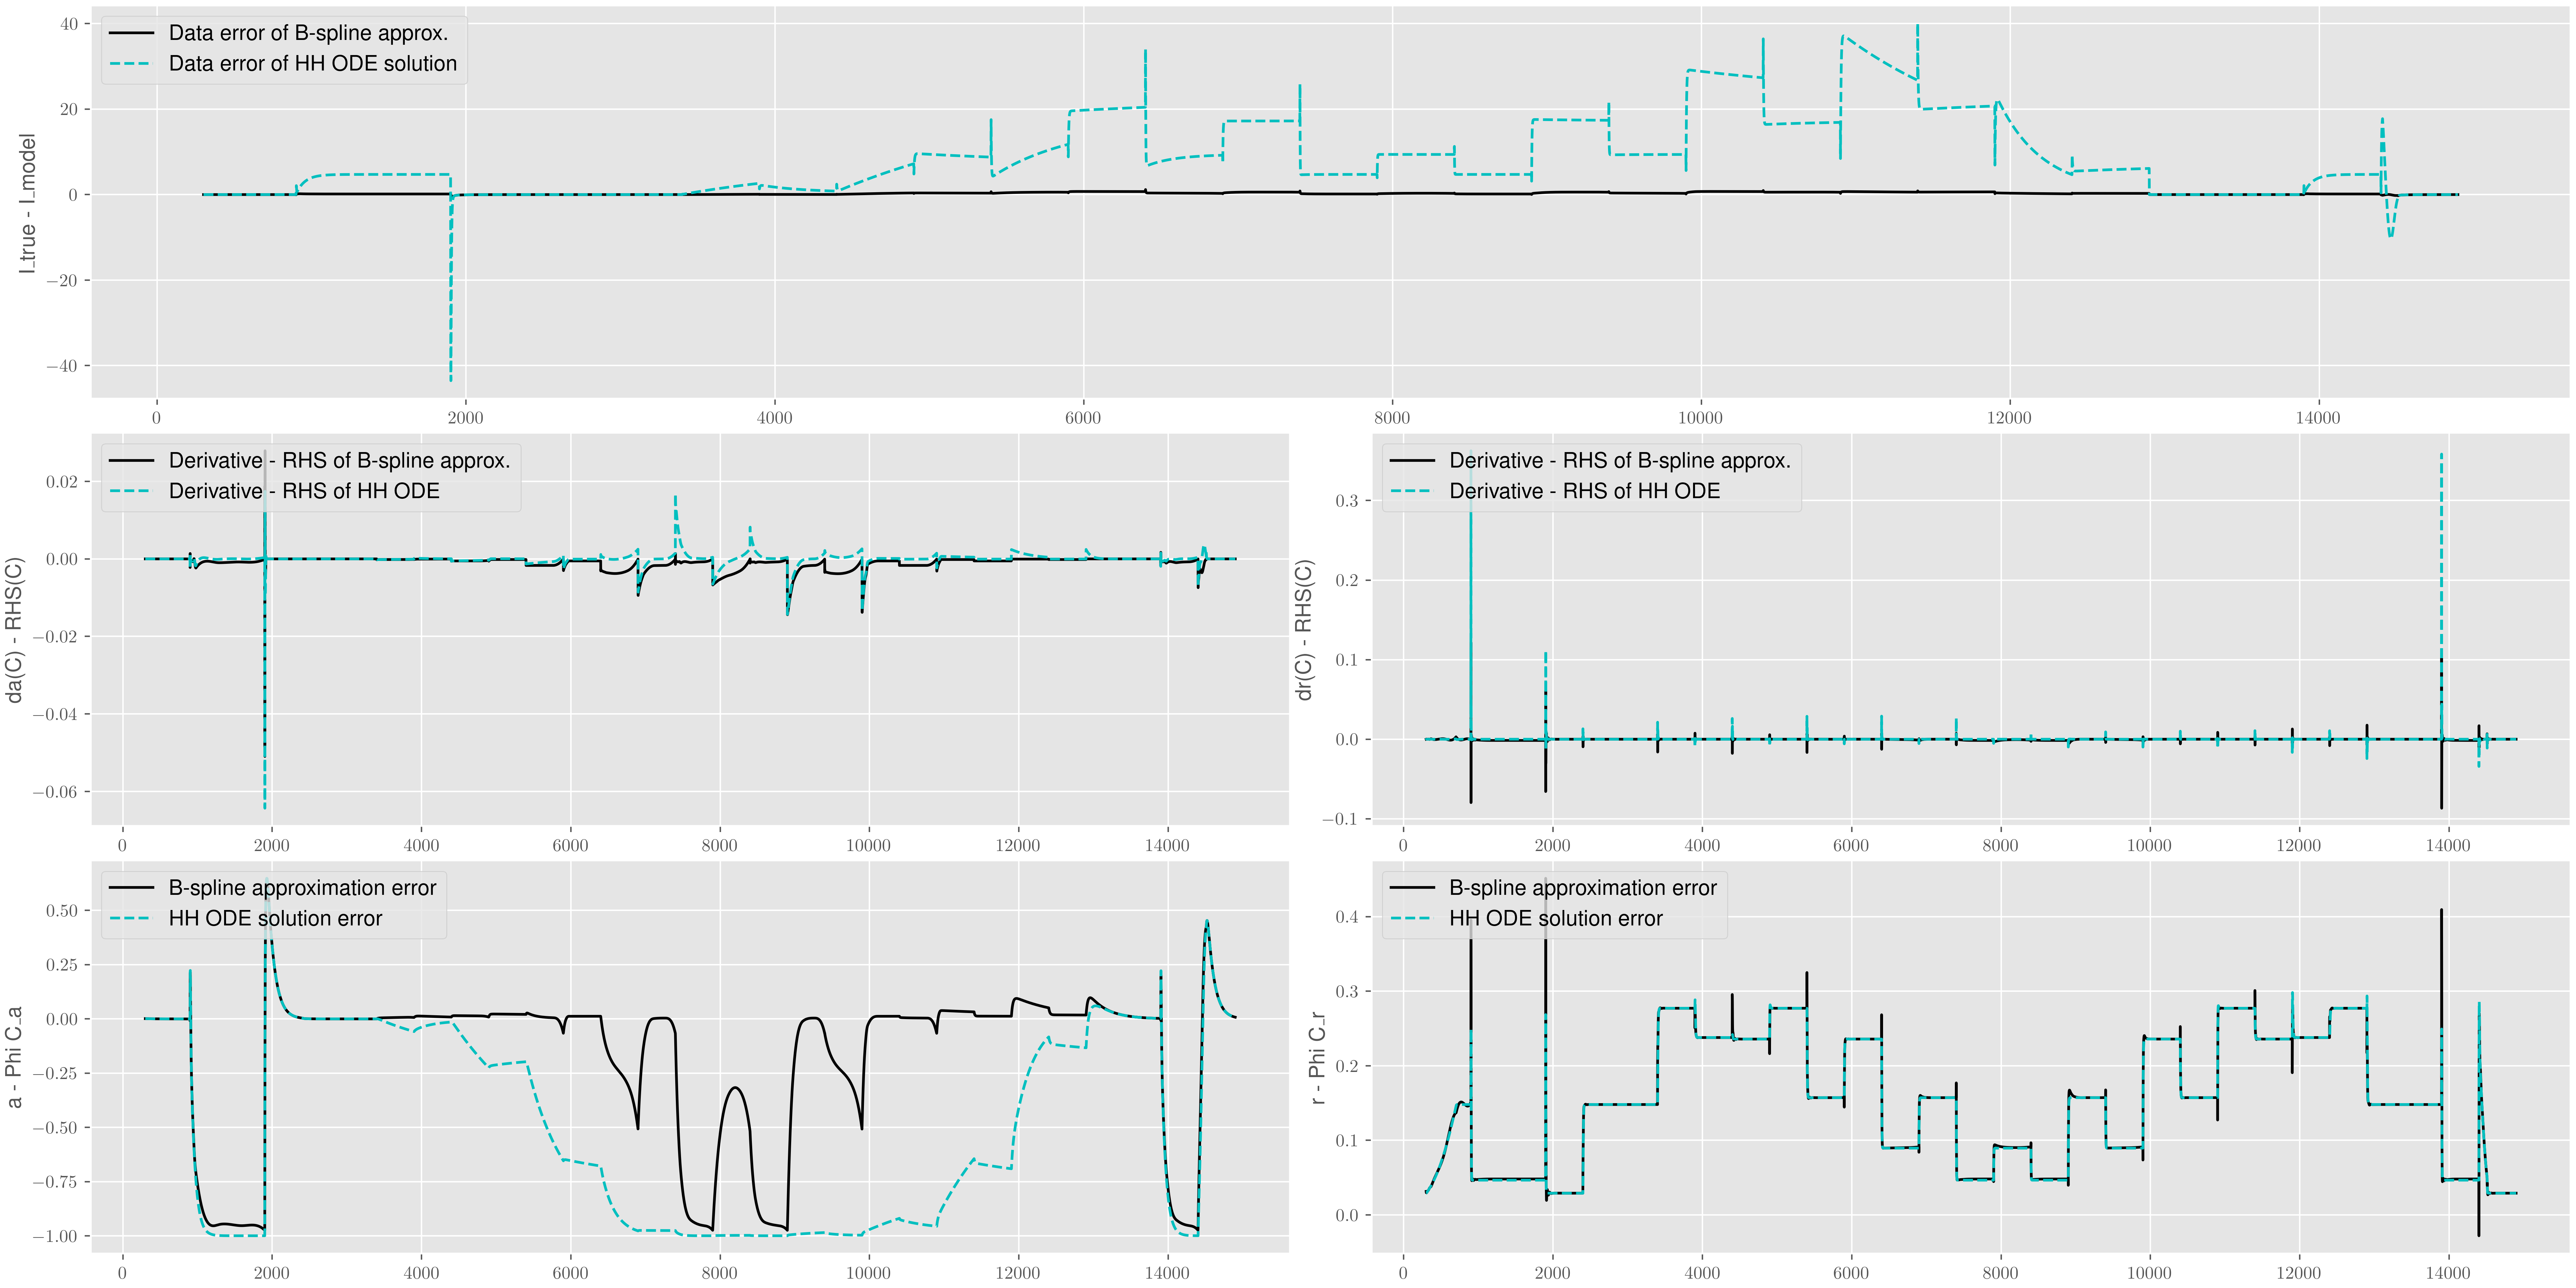 Data error of B-spline approx.
Data error of HH ODE solution
I_true - I_model
40
20
0
−20
−40
0 2000 4000 6000 8000 10000 12000 14000
Derivative - RHS of B-spline approx.
Derivative - RHS of HH ODE
da(C) - RHS(C)
0.02
0.00
−0.02
−0.04
−0.06
0 2000 4000 6000 8000 10000 12000 14000
Derivative - RHS of B-spline approx.
Derivative - RHS of HH ODE
dr(C) - RHS(C)
0.3
0.2
0.1
0.0
−0.1
0 2000 4000 6000 8000 10000 12000 14000
B-spline approximation error
HH ODE solution error
a - Phi C_a
0.50
0.25
0.00
−0.25
−0.50
−0.75
−1.00
0 2000 4000 6000 8000 10000 12000 14000
B-spline approximation error
HH ODE solution error
r - Phi C_r
0.4
0.3
0.2
0.1
0.0
0 2000 4000 6000 8000 10000 12000 14000